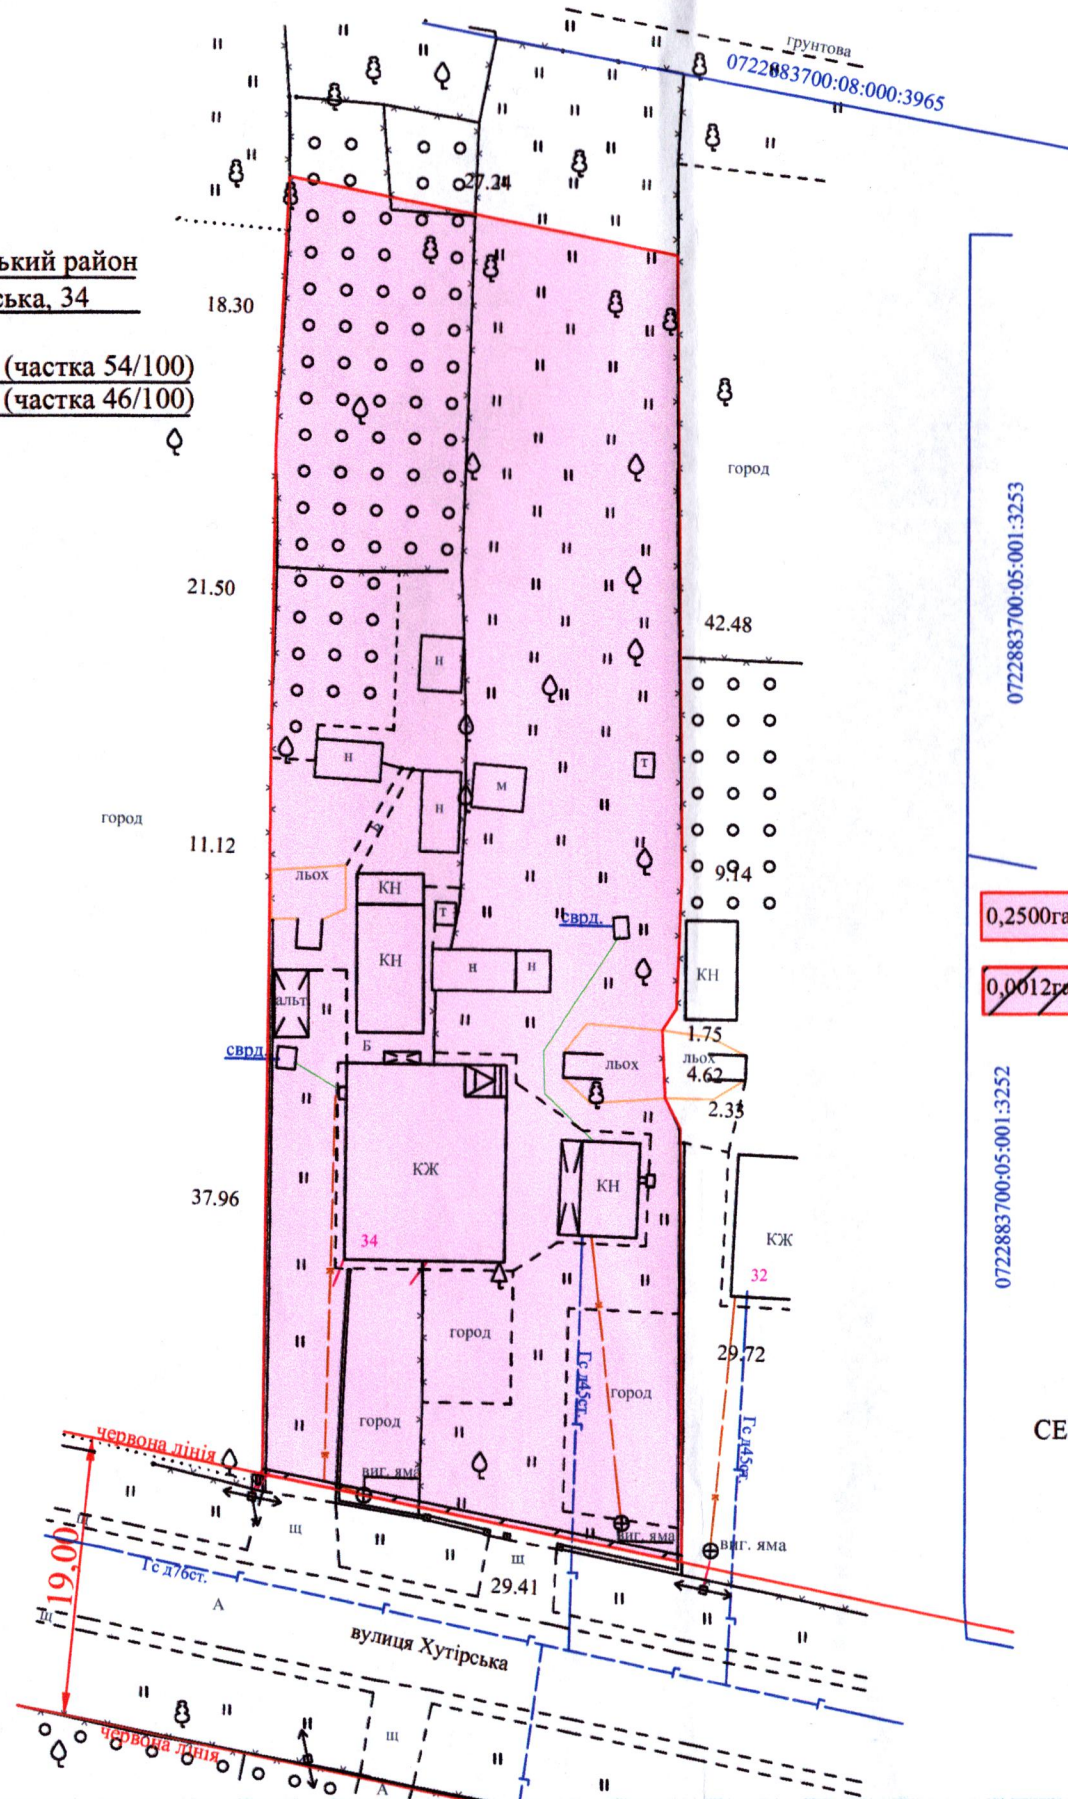 грунтова
0722883700:08:000:3965
27.24
ький район
ська, 34
18.30
(частка 54/100)
(частка 46/100)
город
0722883700:05:001:3253
21.50
42.48
н
н
т
м
н
город
11.12
льох
9.14
КН
т
сврд.
0,2500га
КН
н
н
КН
0,0012га
альт
1.75
сврд.
Б
льох
льох
4.62
2.33
0722883700:05:001:3252
КЖ
КН
37.96
34
КЖ
32
город
29.72
Гс д45ст.
город
город
Гс д45ст.
СЕ
червона лінія
виг. яма
19,00
щ
щ
виг. яма
виг. яма
щ
Гс д76ст.
29.41
А
щ
вулиця Хутірська
червона лінія
щ
А